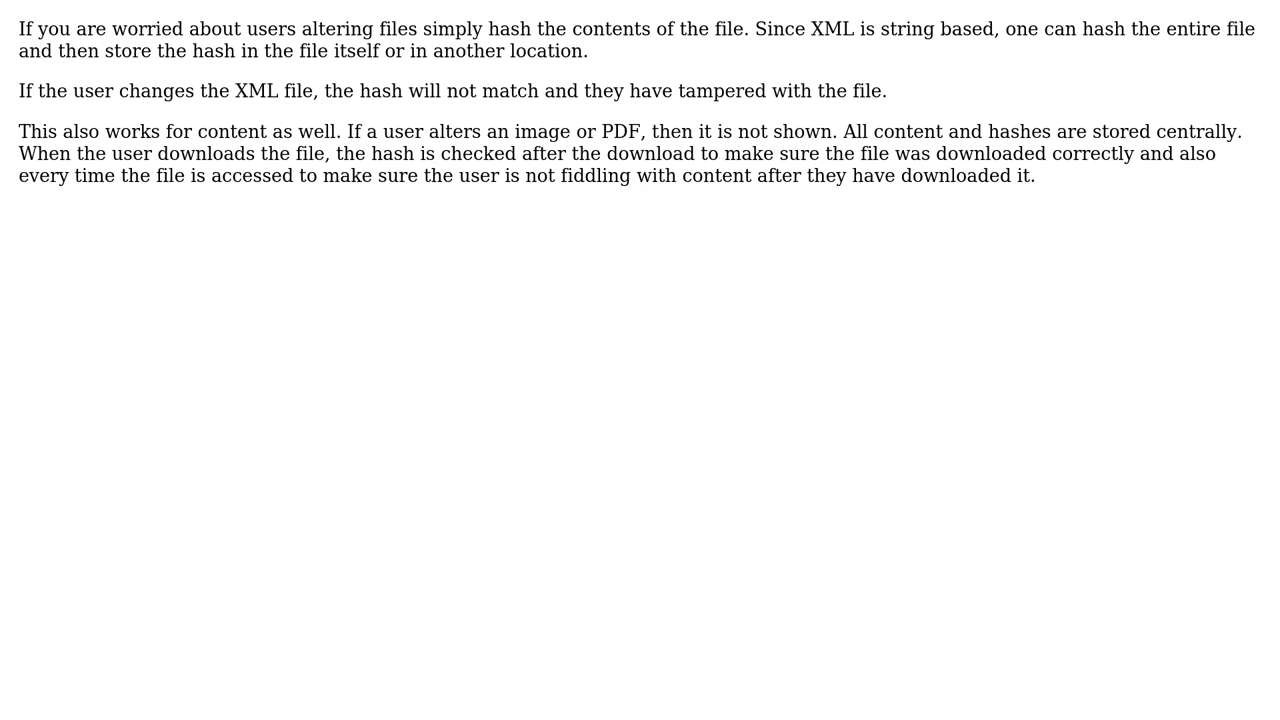 If you are worried about users altering files simply hash the contents of the file. Since XML is string based, one can hash the entire file
and then store the hash in the file itself or in another location.
If the user changes the XML file, the hash will not match and they have tampered with the file.
This also works for content as well. If a user alters an image or PDF, then it is not shown. All content and hashes are stored centrally.
When the user downloads the file, the hash is checked after the download to make sure the file was downloaded correctly and also
every time the file is accessed to make sure the user is not fiddling with content after they have downloaded it.